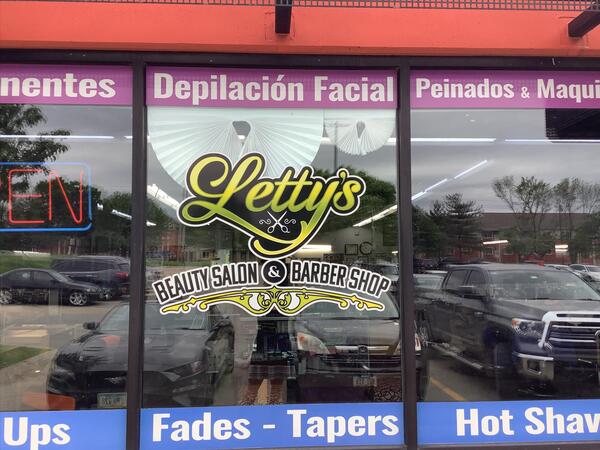 nentes
Depilación Facial
Peinados & Maqui
EN
Letty's
BEAUTY SALON & BARBER SHOP
Ups
Fades - Tapers
Hot Shav